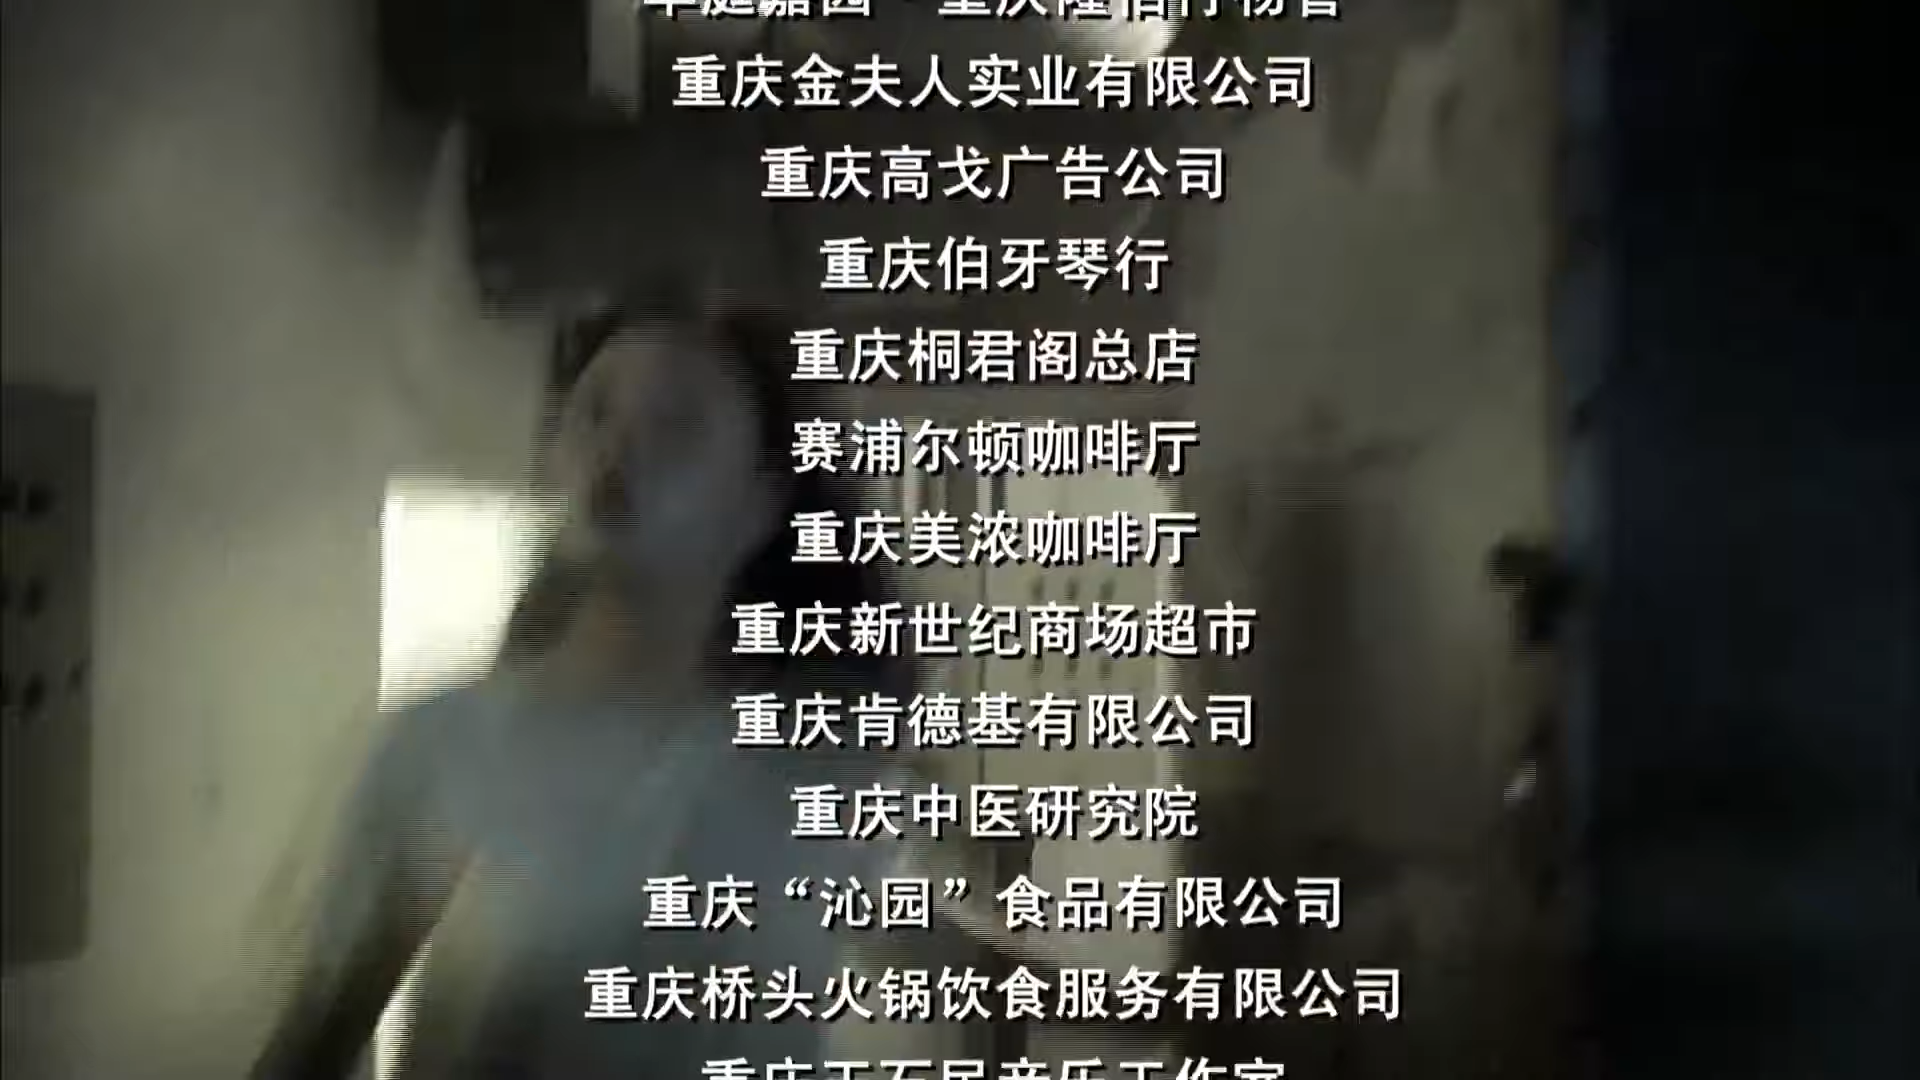 重庆金夫人实业有限公司
重庆高戈广告公司
重庆伯牙琴行
重庆桐君阁总店
赛浦尔顿咖啡厅
重庆美浓咖啡厅
重庆新世纪商场超市
重庆肯德基有限公司
重庆中医研究院
重庆“沁园”食品有限公司
重庆桥头火锅饮食服务有限公司